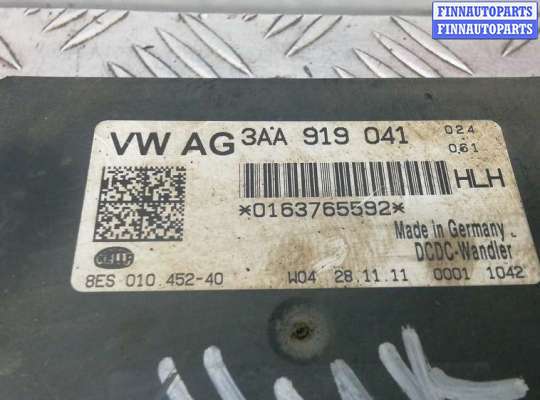 FINNAUTOPARTS
FINNAUTOPARTS
VW AG 3AA 919 041 024
061
HLH
*0163765592*
Made in Germany
DCDC-Wandler
8ES 010.452-40 W04 28.11.11 0001 1042